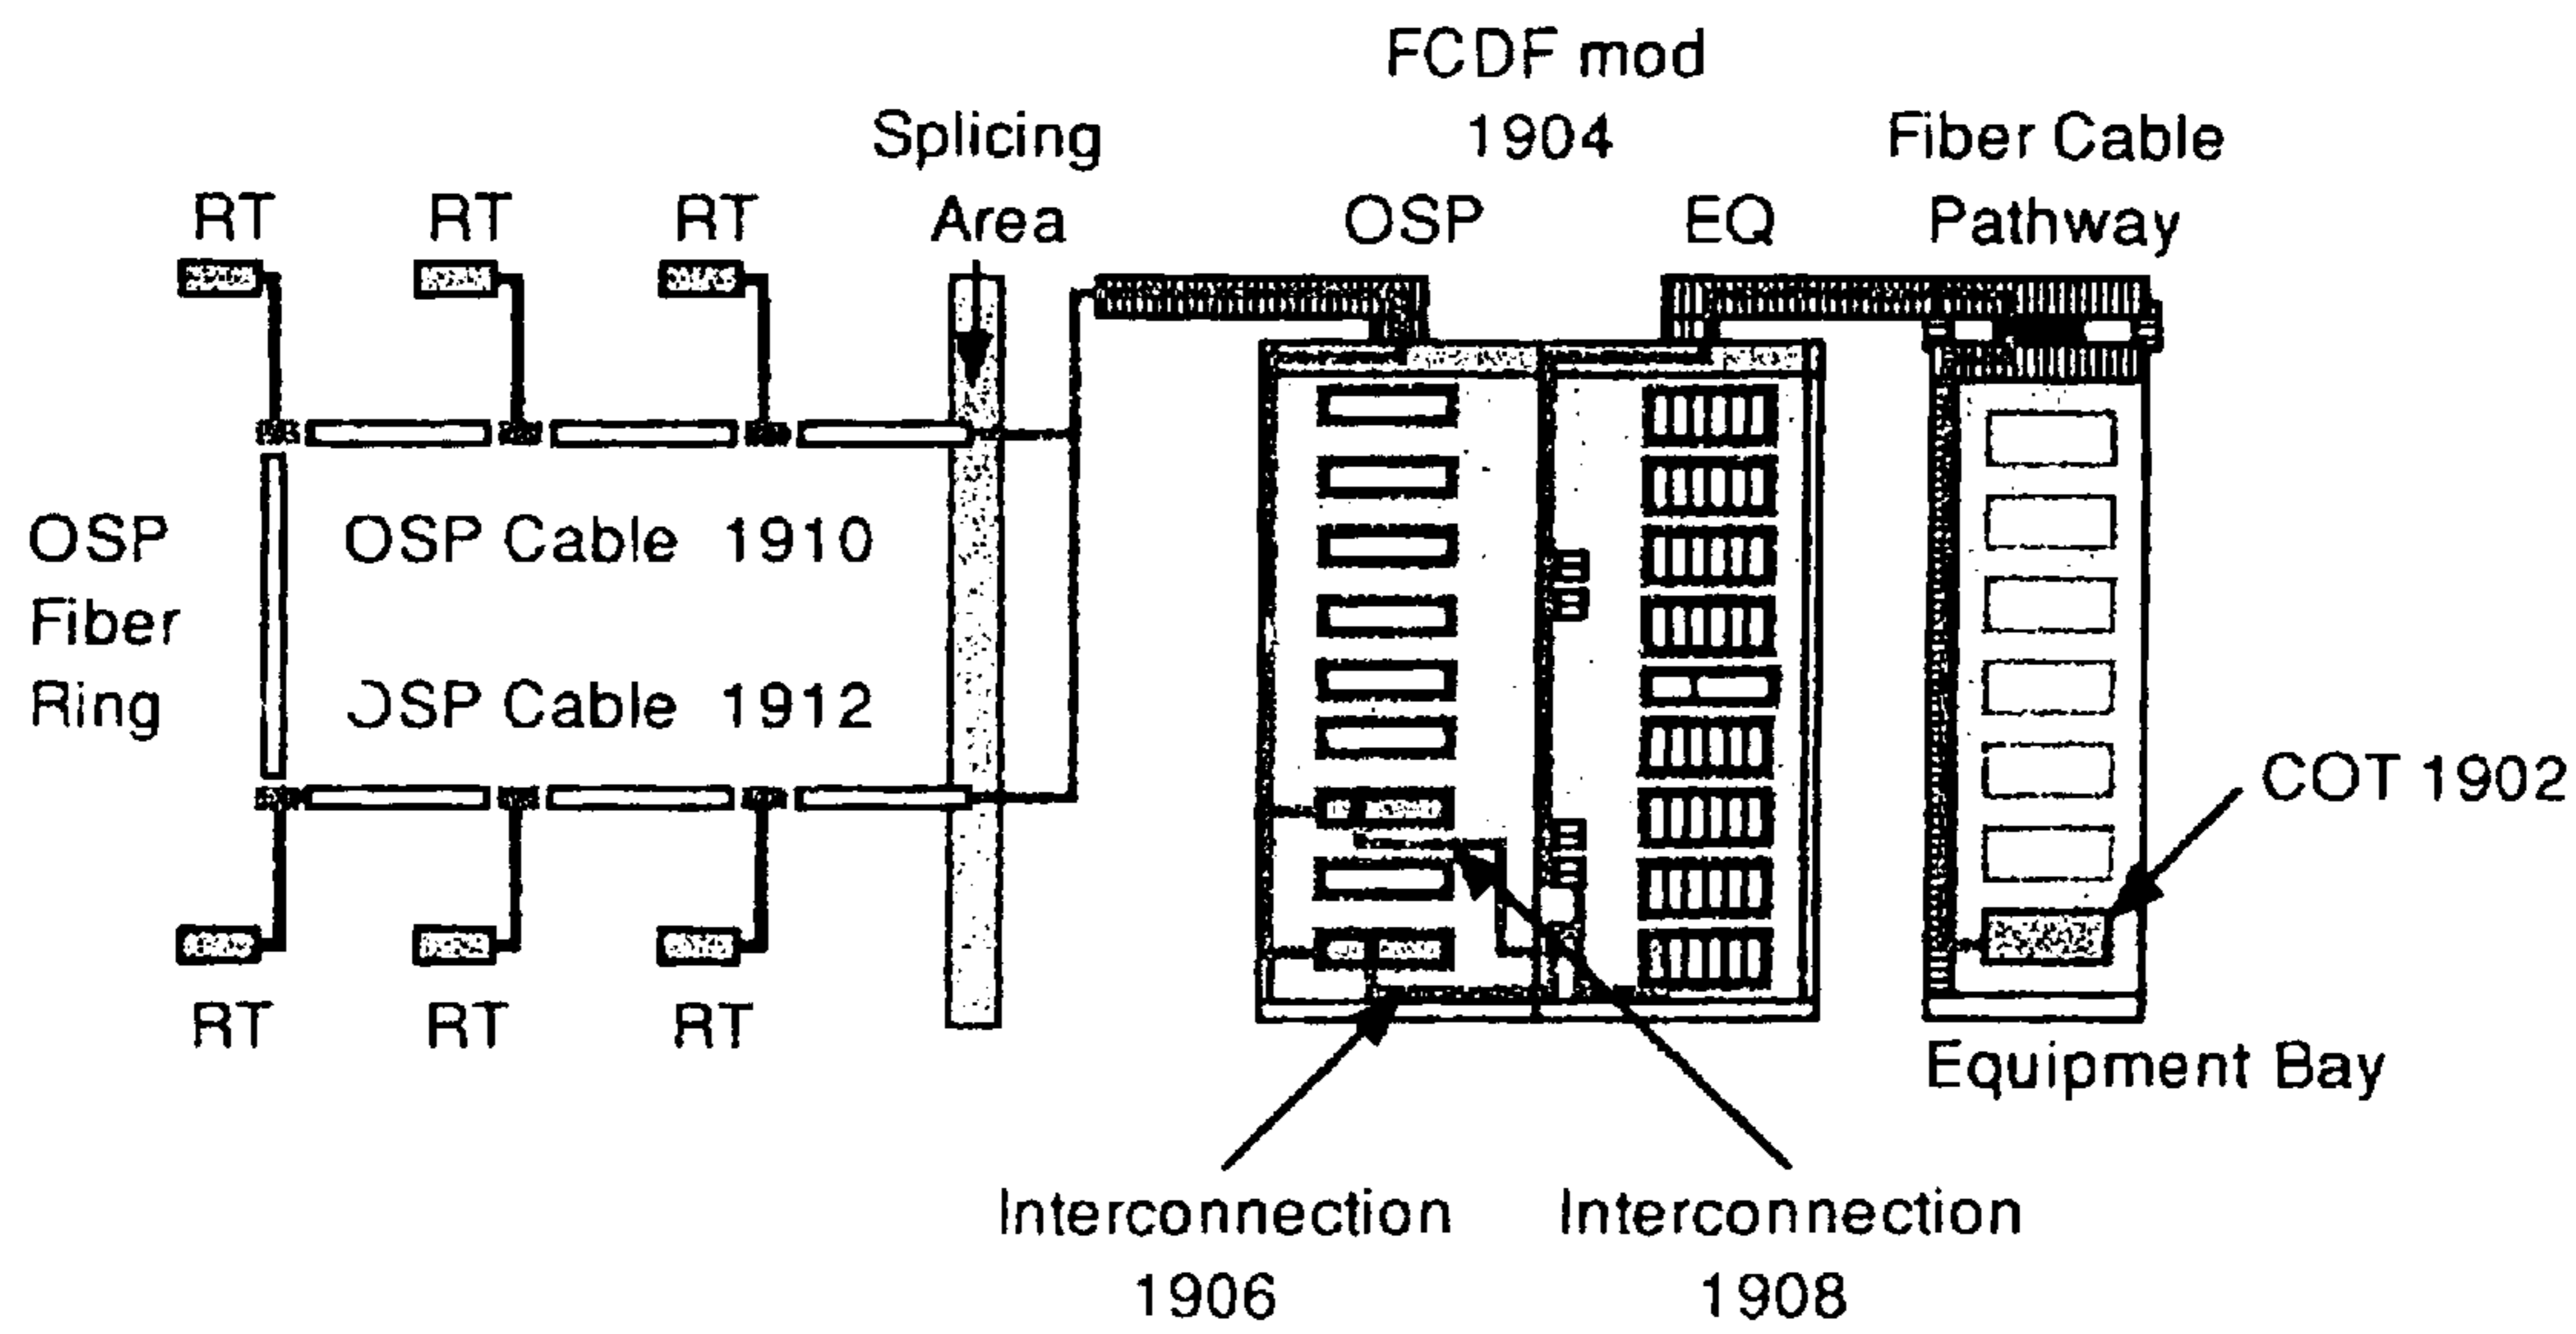 FCDF mod
1904
Splicing
Area
Fiber Cable
Pathway
RT RT RT
OSP EQ
OSP
Fiber
Ring
OSP Cable 1910
OSP Cable 1912
COT 1902
RT RT RT
Equipment Bay
Interconnection
1906
Interconnection
1908